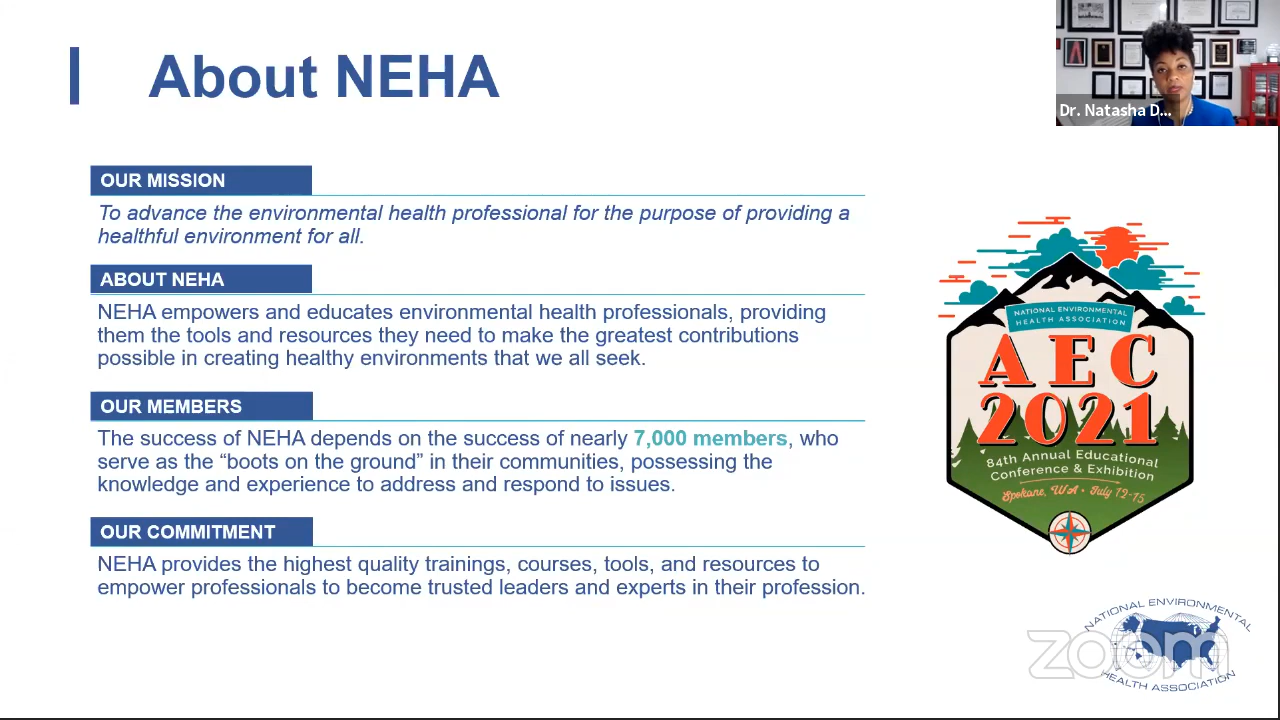 About NEHA
Dr. Natasha D...
OUR MISSION
To advance the environmental health professional for the purpose of providing a
healthful environment for all.
ABOUT NEHA
NEHA empowers and educates environmental health professionals, providing
them the tools and resources they need to make the greatest contributions
possible in creating healthy environments that we all seek.
OUR MEMBERS
The success of NEHA depends on the success of nearly 7,000 members, who
serve as the “boots on the ground” in their communities, possessing the
knowledge and experience to address and respond to issues.
OUR COMMITMENT
NEHA provides the highest quality trainings, courses, tools, and resources to
empower professionals to become trusted leaders and experts in their profession.
NATIONAL ENVIRONMENTAL
HEALTH ASSOCIATION
AEC
2021
84th Annual Educational
Conference & Exhibition
Spokane, WA • July 12-15
NATIONAL ENVIRONMENTAL
zoom
HEALTH ASSOCIATION